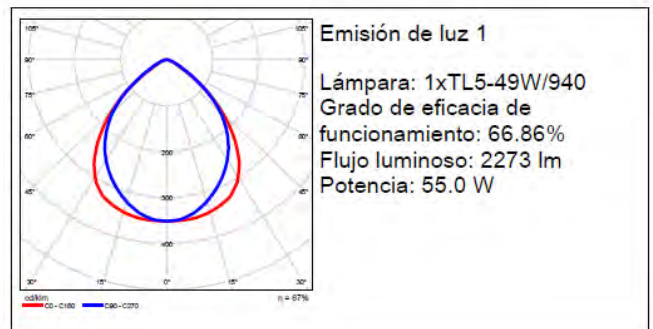 105° 105°
90° 90°
75° 75°
60° 60°
45° 45°
200
300
400
30° 15° 0° 15° 30°
cd/klm η = 67%
C0 - C180 C90 - C270
Emisión de luz 1
Lámpara: 1xTL5-49W/940
Grado de eficacia de
funcionamiento: 66.86%
Flujo luminoso: 2273 lm
Potencia: 55.0 W